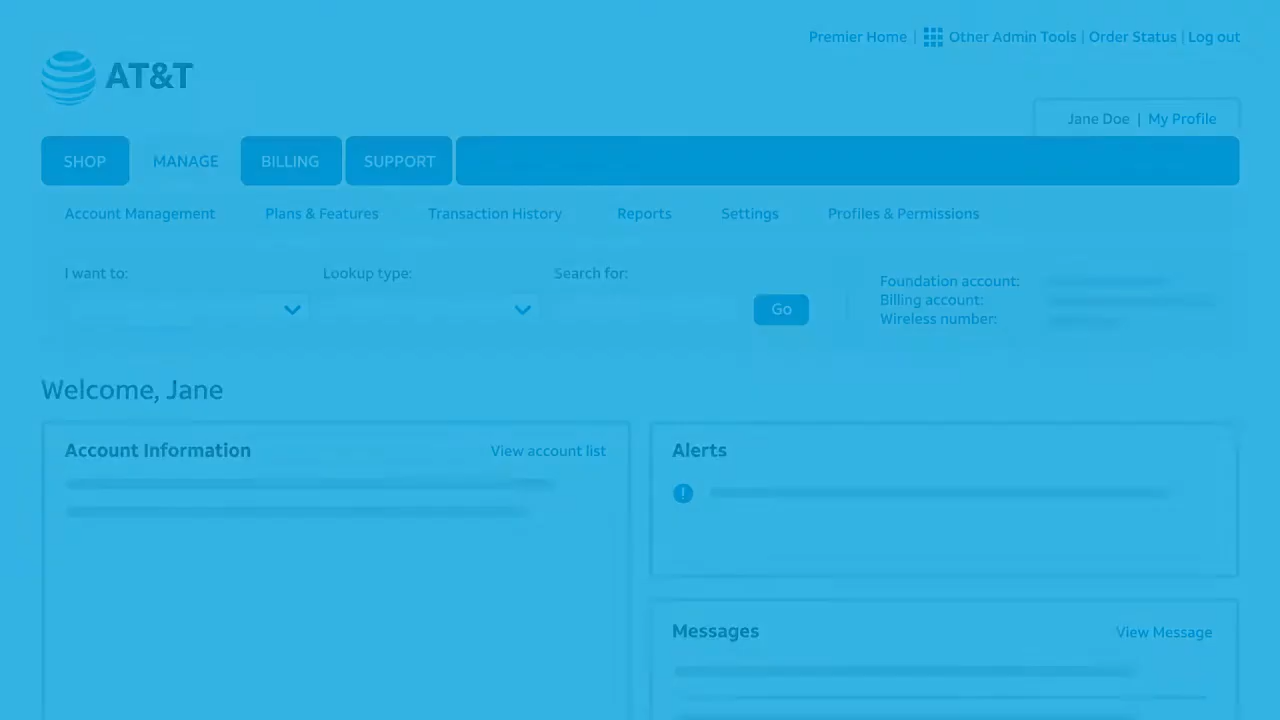 Premier Home | Other Admin Tools | Order Status | Log out
AT&T
Jane Doe | My Profile
SHOP MANAGE BILLING SUPPORT
Account Management Plans & Features Transaction History Reports Settings Profiles & Permissions
I want to: Lookup type: Search for:
Go
Foundation account:
Billing account:
Wireless number:
Welcome, Jane
Account Information View account list
Alerts
!
Messages View Message